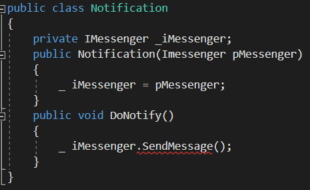 public class Notification
{
private IMessenger _iMessenger;
public Notification(Imessenger pMessenger)
{
_ iMessenger = pMessenger;
}
public void DoNotify()
{
_ iMessenger.SendMessage();
}
}